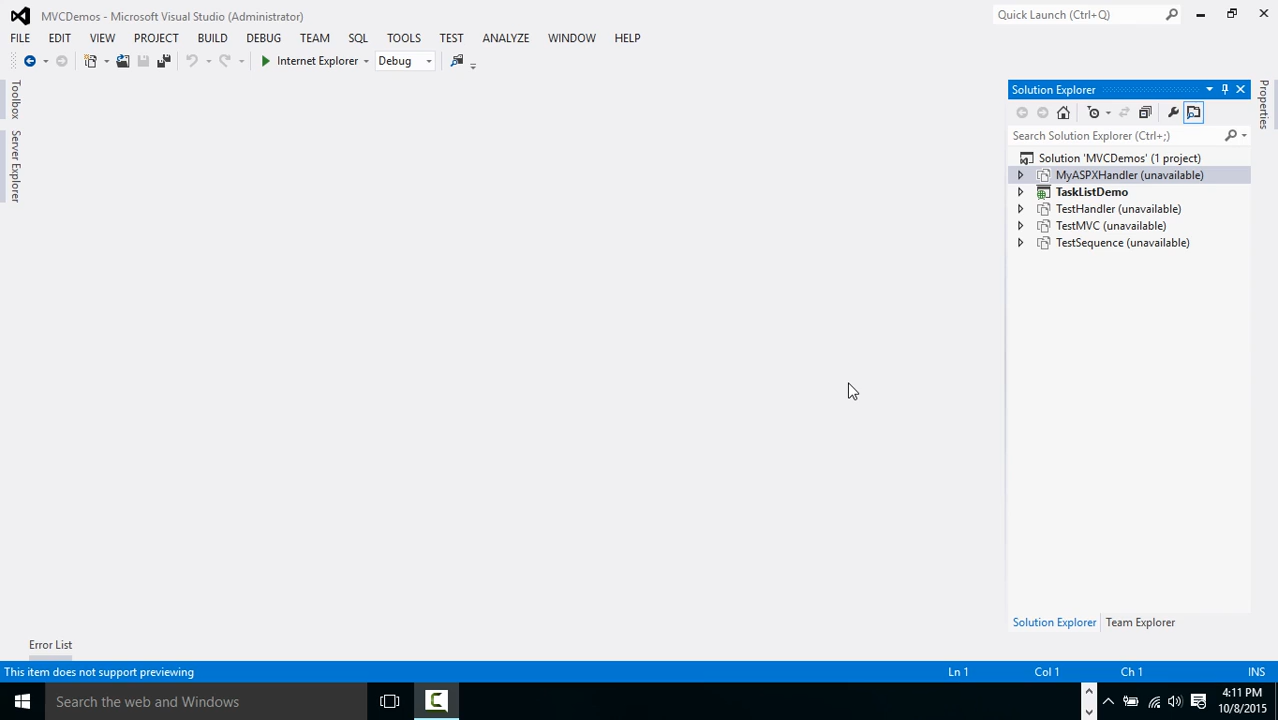 MVCDemos - Microsoft Visual Studio (Administrator)
Quick Launch (Ctrl+Q)
FILE EDIT VIEW PROJECT BUILD DEBUG TEAM SQL TOOLS TEST ANALYZE WINDOW HELP
Internet Explorer Debug
Toolbox
Server Explorer
Solution Explorer
Search Solution Explorer (Ctrl+;)
Solution 'MVCDemos' (1 project)
MyASPXHandler (unavailable)
TaskListDemo
TestHandler (unavailable)
TestMVC (unavailable)
TestSequence (unavailable)
Properties
Solution Explorer Team Explorer
Error List
This item does not support previewing Ln 1 Col 1 Ch 1 INS
Search the web and Windows
4:11 PM
10/8/2015